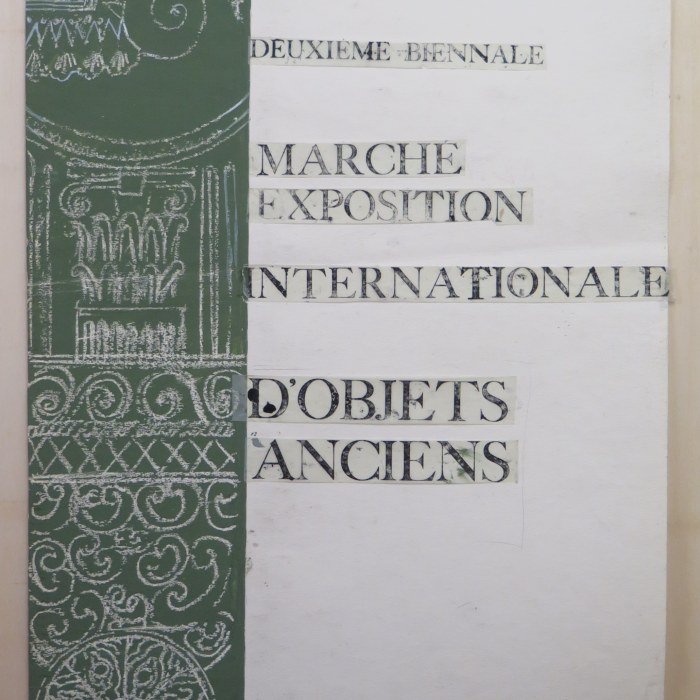 DEUXIEME BIENNALE
MARCHE
EXPOSITION
INTERNATIONALE
D'OBJETS
ANCIENS